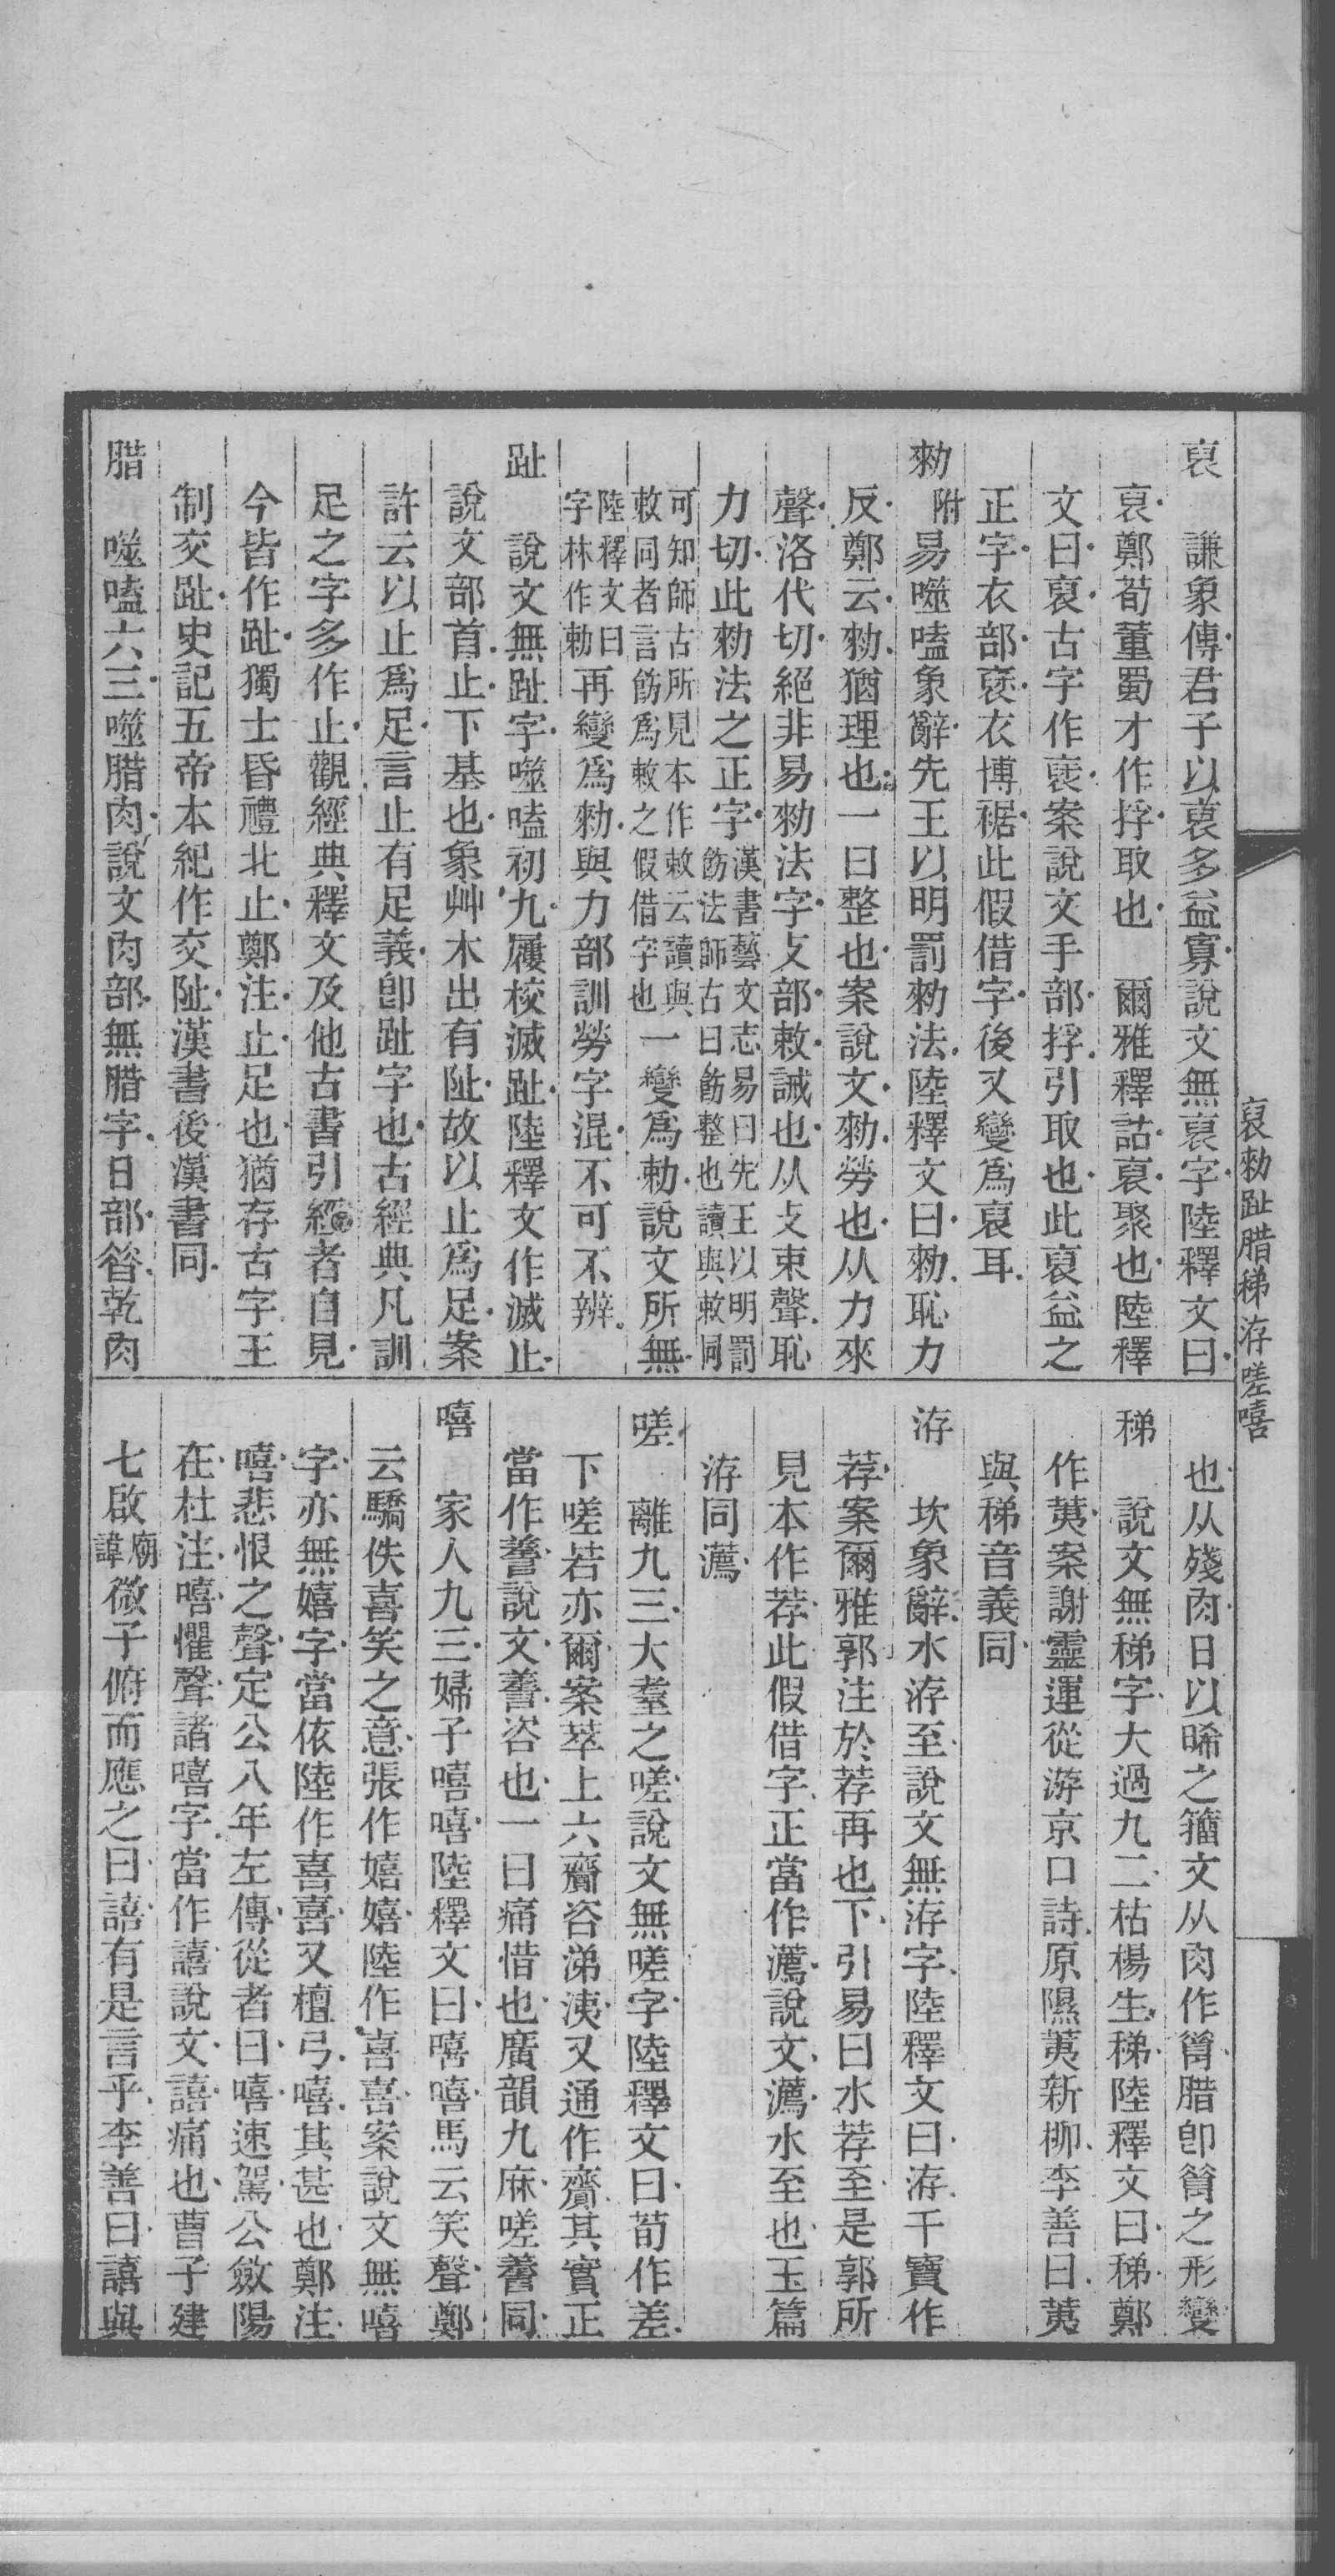 裒勑趾腊稊洊嗟嘻
裒　謙象傳君子以裒多益寡說文無裒字陸釋文曰
裒鄭荀董蜀才作捊取也　爾雅釋詁裒聚也陸釋
文曰裒古字作褎案說文手部捊引取也此裒益之
正字衣部褎衣博裾此假借字後又變爲裒耳
勑附易噬嗑象辭先王以明罰勑法陸釋文曰勑恥力
反鄭云勑猶理也一曰整也案說文勑勞也从力來
聲洛代切絕非易勑法字攴部敕誡也从攴束聲恥
力切此勑法之正字漢書藝文志易曰先王以明罰飭法師古曰飭整也讀與敕同
可知師古所見本作敕云讀與敕同者言飭爲敕之假借字也一變爲勅說文所無
陸釋文曰字林作勅再變爲勑與力部訓勞字混不可不辨
趾　說文無趾字噬嗑初九屨校滅趾陸釋文作滅止
說文部首止下基也象艸木出有阯故以止爲足案
許云以止爲足言止有足義卽趾字也古經典凡訓
足之字多作止觀經典釋文及他古書引經者自見
今皆作趾獨士昏禮北止鄭注止足也猶存古字王
制交趾史記五帝本紀作交阯漢書後漢書同
腊　噬嗑六三噬腊肉說文肉部無腊字日部㫺乾肉
也从殘肉日以晞之籀文从肉作𦠡腊卽𦠡之形變
稊　說文無稊字大過九二枯楊生稊陸釋文曰稊鄭
作荑案謝靈運從游京口詩原隰荑新柳李善曰荑
與稊音義同
洊　坎象辭水洊至說文無洊字陸釋文曰洊干寶作
荐案爾雅郭注於荐再也下引易曰水荐至是郭所
見本作荐此假借字正當作瀳說文瀳水至也玉篇
洊同瀳
嗟　離九三大耋之嗟說文無嗟字陸釋文曰荀作差
下嗟若亦爾案萃上六齎咨涕洟又通作齎其實正
當作𧪰說文𧪰咨也一曰痛惜也廣韻九麻嗟𧪰同
嘻　家人九三婦子嘻嘻陸釋文曰嘻嘻馬云笑聲鄭
云驕佚喜笑之意張作嬉嬉陸作喜喜案說文無嘻
字亦無嬉字當依陸作喜喜又檀弓嘻其甚也鄭注
嘻悲恨之聲定公八年左傳從者曰嘻速駕公斂陽
在杜注嘻懼聲諸嘻字當作譆說文譆痛也曹子建
七啟廟諱微子俯而應之曰譆有是言乎李善曰譆與